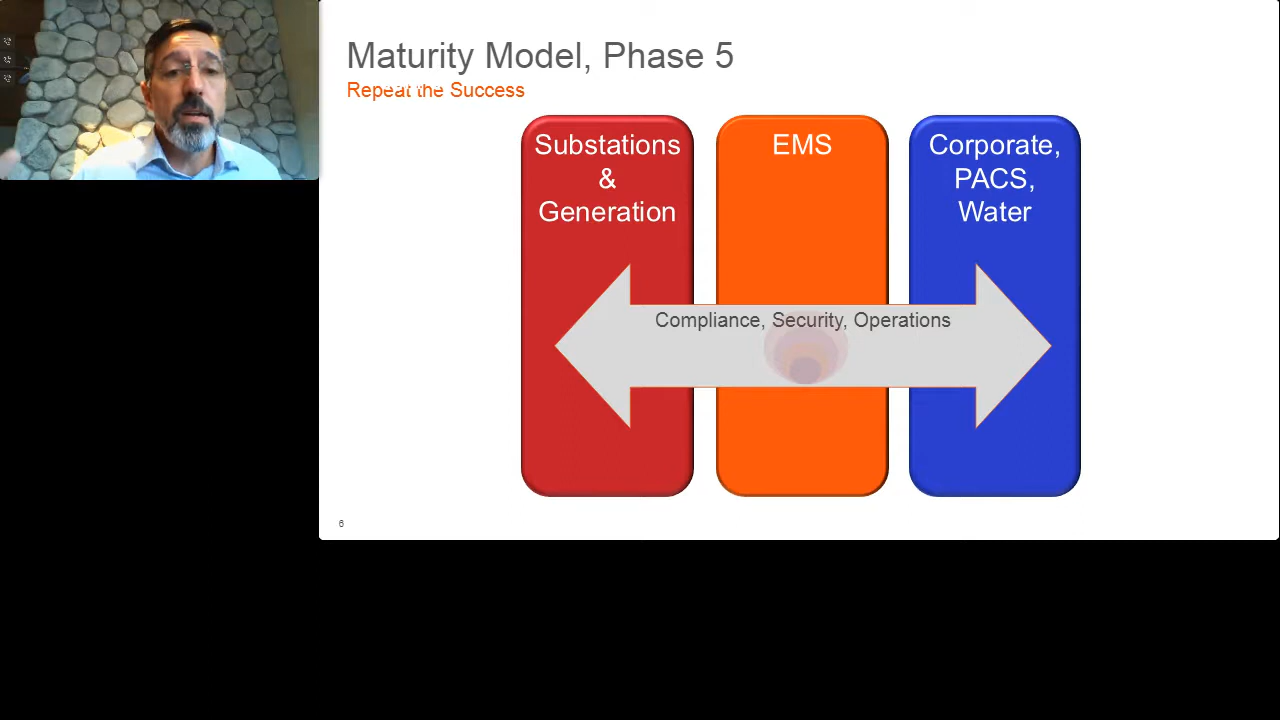 Maturity Model, Phase 5
Repeat the Success
Substations
&
Generation
EMS
Corporate,
PACS,
Water
Compliance, Security, Operations
6